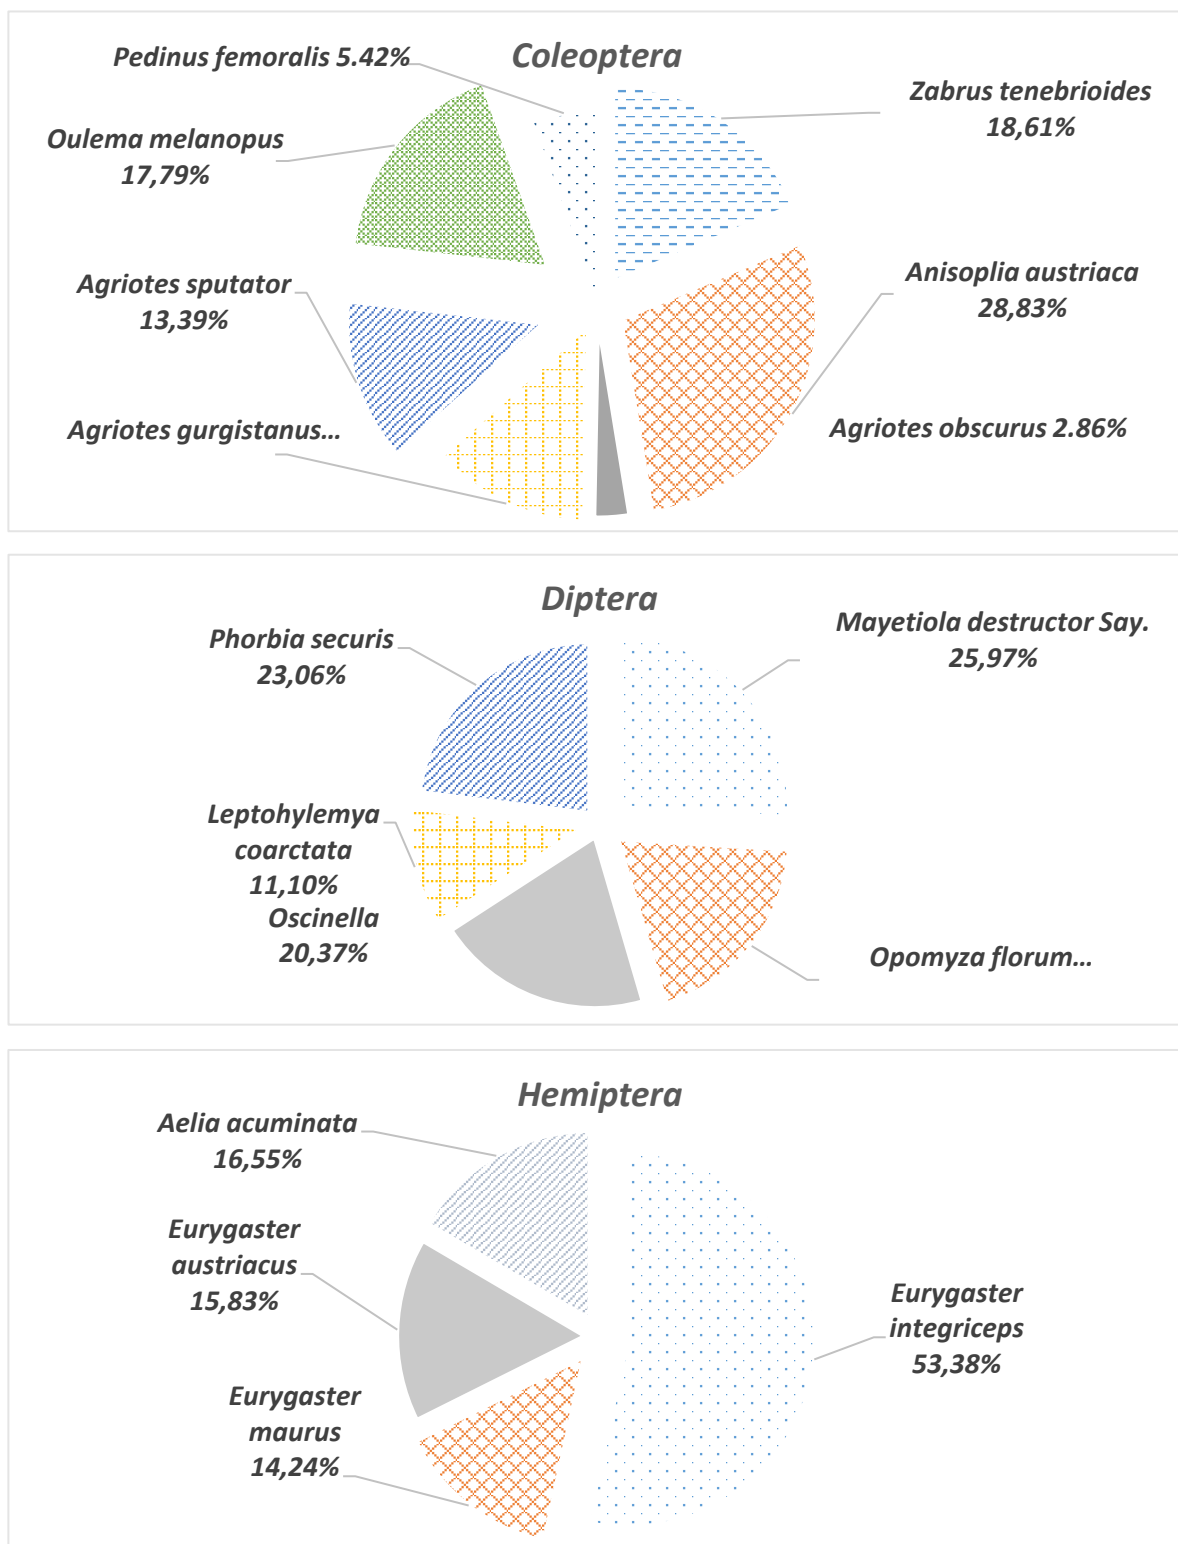 Coleoptera
Pedinus femoralis 5.42%
Zabrus tenebrioides
18,61%
Oulema melanopus
17,79%
Anisoplia austriaca
28,83%
Agriotes sputator
13,39%
Agriotes obscurus 2.86%
Agriotes gurgistanus...
Diptera
Mayetiola destructor Say.
25,97%
Phorbia securis
23,06%
Leptohylemya
coarctata
11,10%
Oscinella
20,37%
Opomyza florum...
Hemiptera
Aelia acuminata
16,55%
Eurygaster
austriacus
15,83%
Eurygaster
integriceps
53,38%
Eurygaster
maurus
14,24%